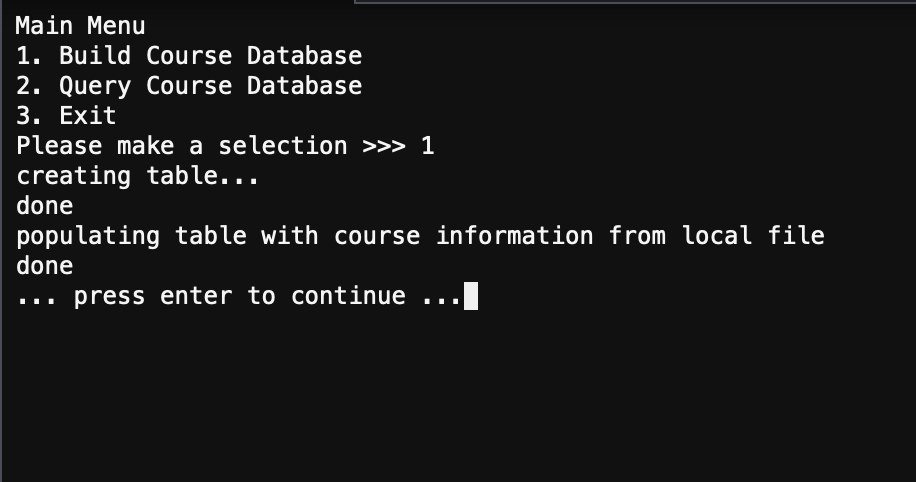 Main Menu
1. Build Course Database
2. Query Course Database
3. Exit
Please make a selection >>> 1
creating table...
done
populating table with course information from local file
done
... press enter to continue ...